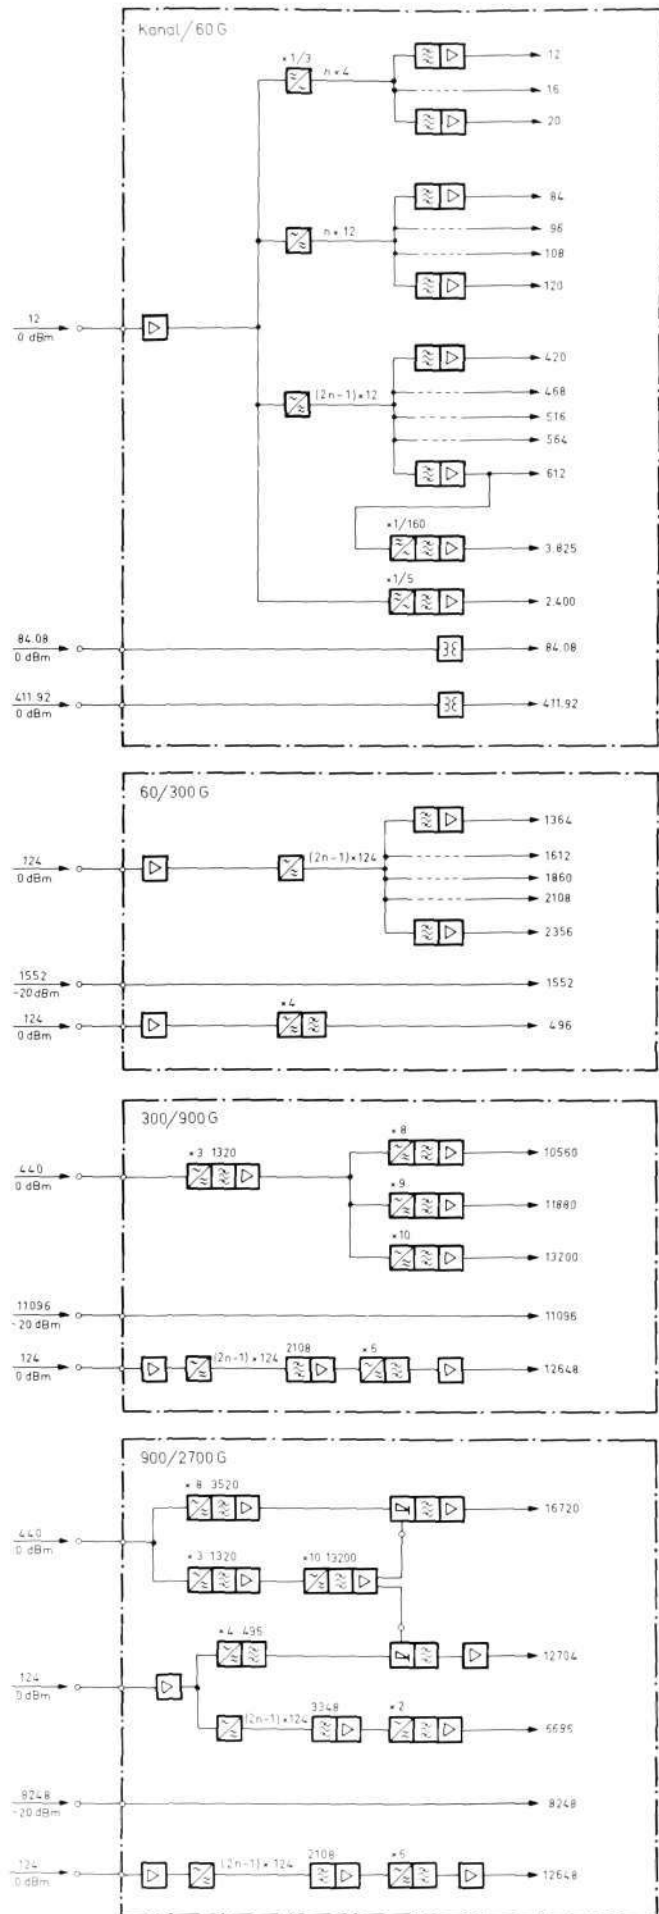 Kanal/60 G
×1/3
n×4
12
16
20
84
n×12
96
108
120
12
0 dBm
420
(2n-1)×12
468
516
564
612
×1/160
3.825
×1/5
2.400
84.08
0 dBm
84.08
411.92
0 dBm
411.92
60/300 G
1364
124
0 dBm
(2n-1)×124
1612
1860
2108
2356
1552
-20 dBm
1552
124
0 dBm
×4
496
300/900 G
×8
440
0 dBm
×3 1320
10560
×9
11880
×10
13200
11096
-20 dBm
11096
124
0 dBm
(2n-1)×124
2108
×6
12648
900/2700 G
×8 3520
16720
440
0 dBm
×3 1320
×10 13200
×4 496
12704
124
0 dBm
(2n-1)×124
3348
×2
6696
8248
-20 dBm
8248
124
0 dBm
(2n-1)×124
2108
×6
12648